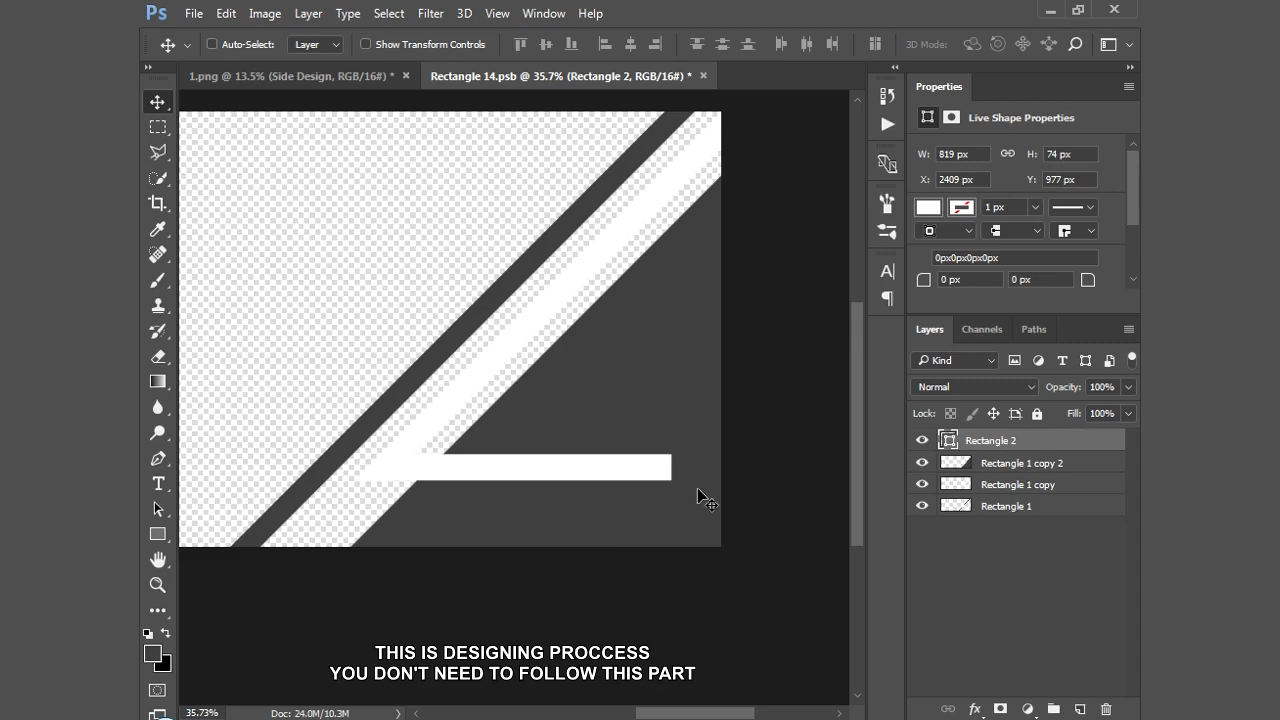 Ps File Edit Image Layer Type Select Filter 3D View Window Help
Auto-Select: Layer Show Transform Controls 3D Mode:
1.png @ 13.5% (Side Design, RGB/16#) * × Rectangle 14.psb @ 35.7% (Rectangle 2, RGB/16#) * ×
Properties
Live Shape Properties
W: 819 px H: 74 px
X: 2409 px Y: 977 px
1 px
0px0px0px0px
0 px 0 px
Layers Channels Paths
Kind
Normal Opacity: 100%
Lock: Fill: 100%
Rectangle 2
Rectangle 1 copy 2
Rectangle 1 copy
Rectangle 1
THIS IS DESIGNING PROCCESS
YOU DON'T NEED TO FOLLOW THIS PART
35.73% Doc: 24.0M/10.3M